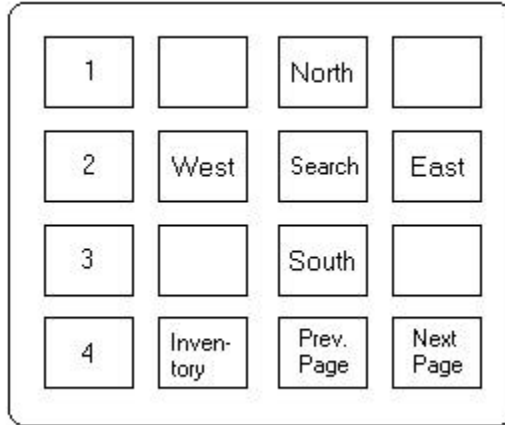 1
North
2
West
Search
East
3
South
4
Inven-
tory
Prev.
Page
Next
Page